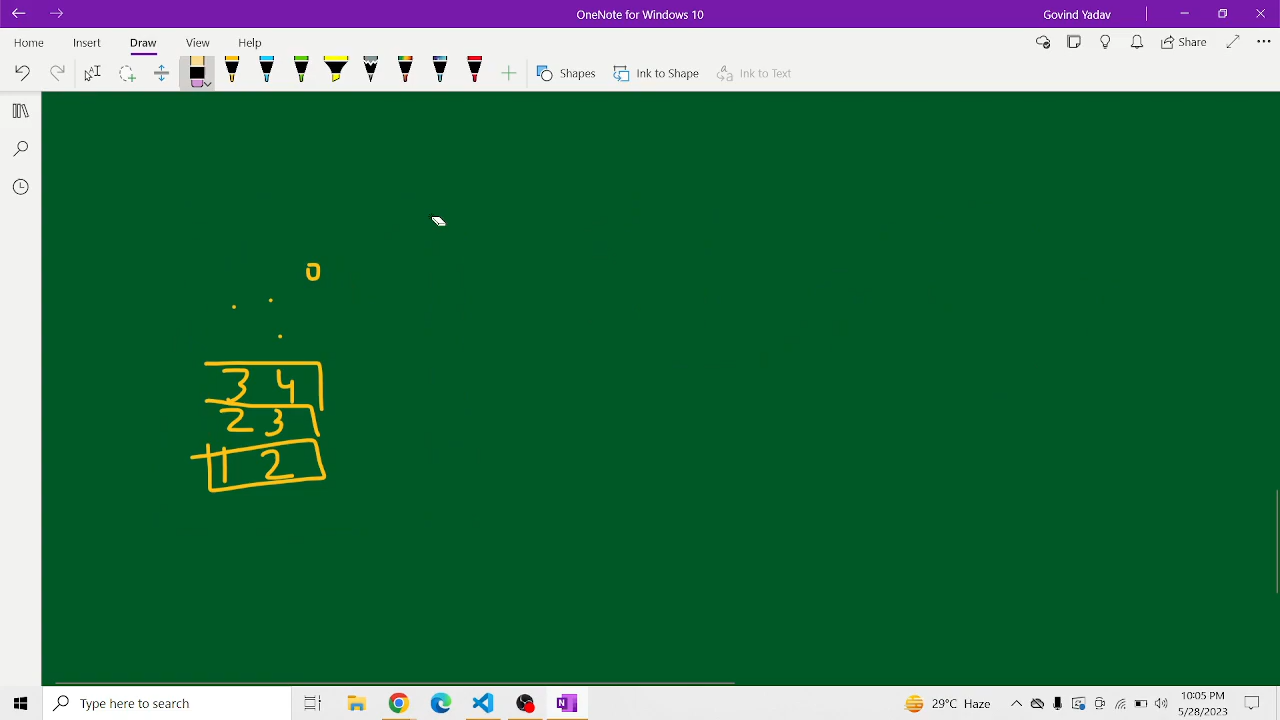 OneNote for Windows 10
Govind Yadav
Home Insert Draw View Help
Share
Shapes
Ink to Shape
Ink to Text
0
3 4
2 3
1 2
Type here to search
29°C Haze
10:05 PM
5/28/2023